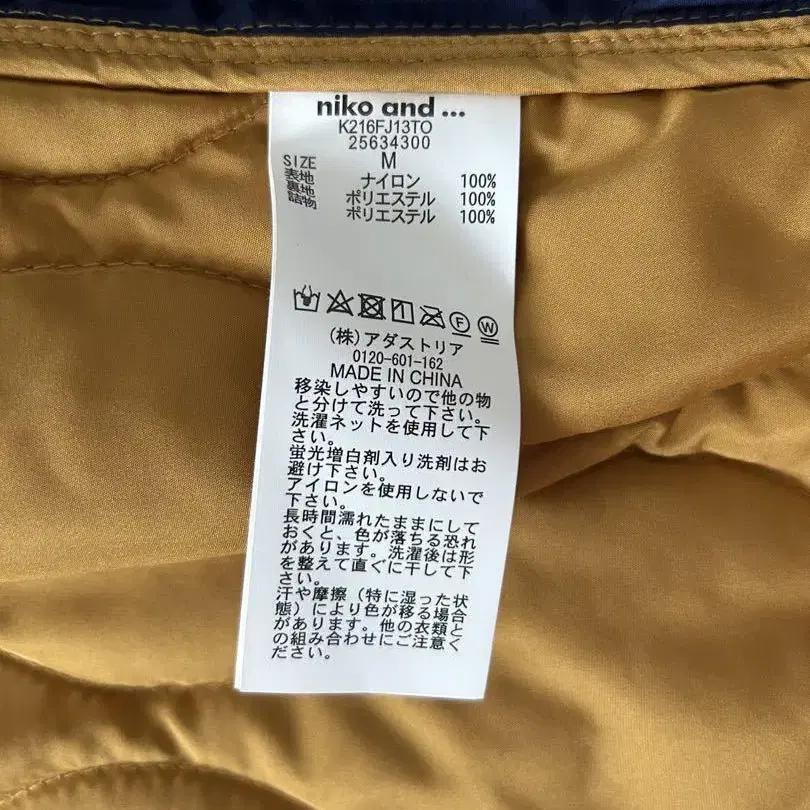 niko and ...
K216FJ13TO
25634300
SIZE M
表地 ナイロン 100%
裏地 ポリエステル 100%
詰物 ポリエステル 100%
F W
(株)アダストリア
0120-601-162
MADE IN CHINA
移染しやすいので他の物
と分けて洗って下さい。
洗濯ネットを使用して下
さい。
蛍光増白剤入り洗剤はお
避け下さい。
アイロンを使用しないで
下さい。
長時間濡れたままにして
おくと、色が落ちる恐れ
があります。洗濯後は形
を整えて直ぐに干して下
さい。
汗や摩擦（特に湿った状
態）により色が移る場合
があります。他の衣類と
の組み合わせにご注意く
ださい。